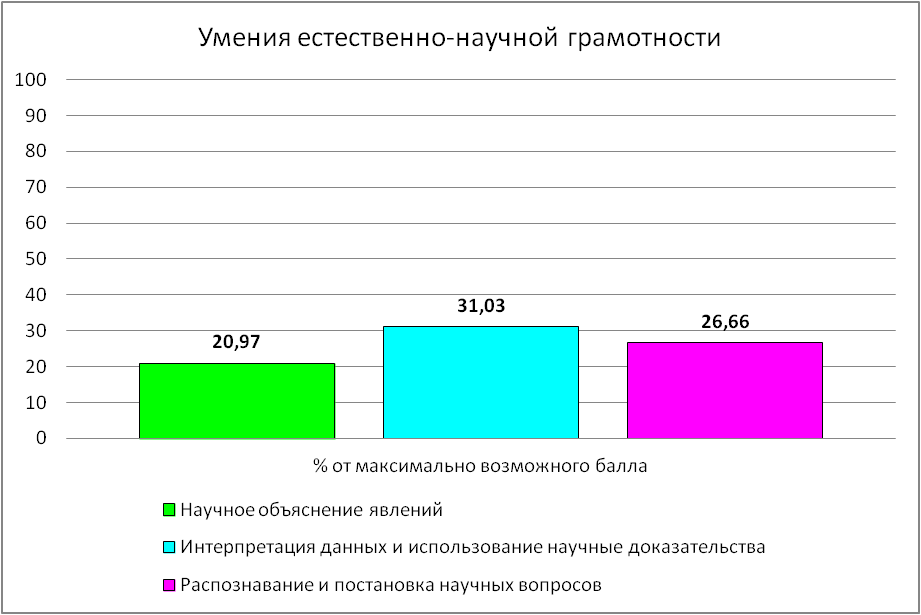 Умения естественно-научной грамотности
100
90
80
70
60
50
40
30
20
10
0
20,97
31,03
26,66
% от максимально возможного балла
Научное объяснение явлений
Интерпретация данных и использование научные доказательства
Распознавание и постановка научных вопросов